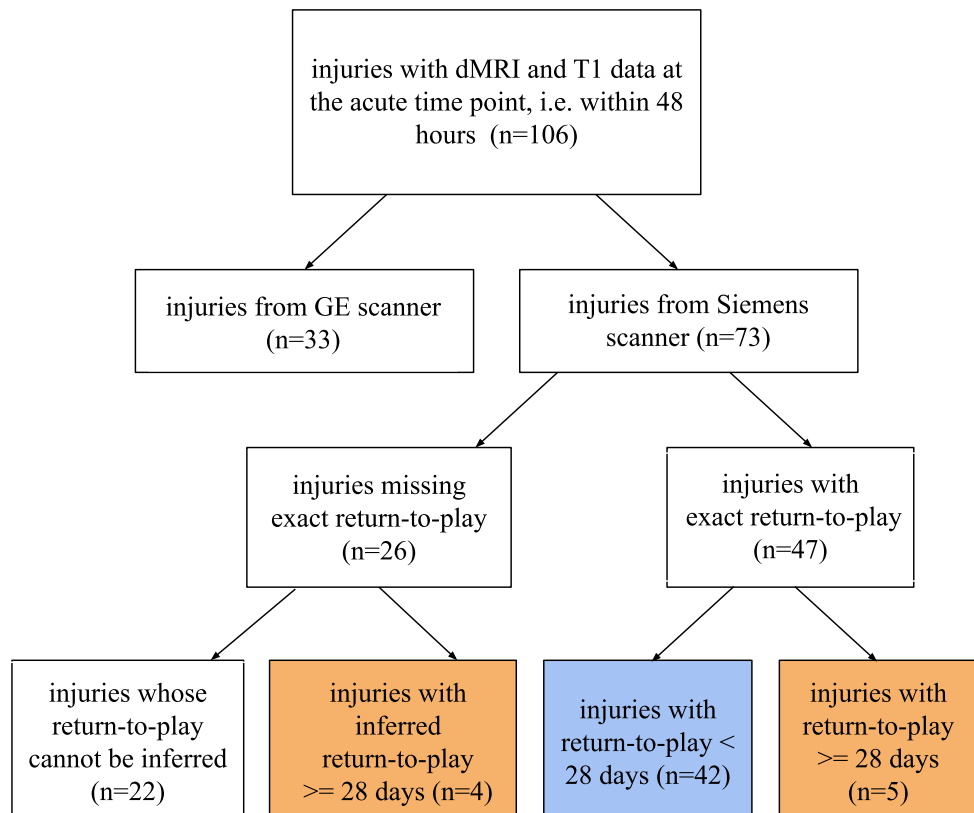 injuries with dMRI and T1 data at
the acute time point, i.e. within 48
hours (n=106)
injuries from GE scanner
(n=33)
injuries from Siemens
scanner (n=73)
injuries missing
exact return-to-play
(n=26)
injuries with
exact return-to-play
(n=47)
injuries whose
return-to-play
cannot be inferred
(n=22)
injuries with
inferred
return-to-play
>= 28 days (n=4)
injuries with
return-to-play <
28 days (n=42)
injuries with
return-to-play
>= 28 days
(n=5)